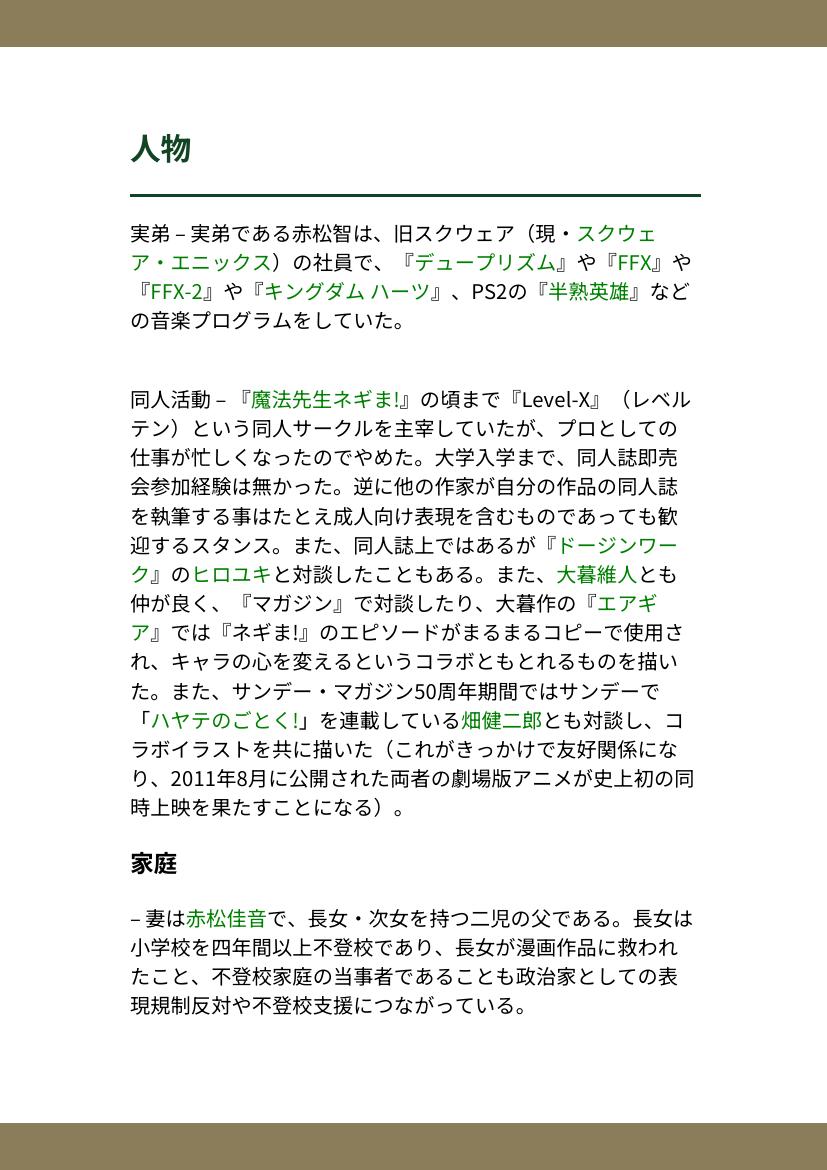 人物
実弟 – 実弟である赤松智は、旧スクウェア（現・スクウェ
ア・エニックス）の社員で、『デュープリズム』や『FFX』や
『FFX-2』や『キングダム ハーツ』、PS2の『半熟英雄』など
の音楽プログラムをしていた。
同人活動 – 『魔法先生ネギま!』の頃まで『Level-X』（レベル
テン）という同人サークルを主宰していたが、プロとしての
仕事が忙しくなったのでやめた。大学入学まで、同人誌即売
会参加経験は無かった。逆に他の作家が自分の作品の同人誌
を執筆する事はたとえ成人向け表現を含むものであっても歓
迎するスタンス。また、同人誌上ではあるが『ドージンワー
ク』のヒロユキと対談したこともある。また、大暮維人とも
仲が良く、『マガジン』で対談したり、大暮作の『エアギ
ア』では『ネギま!』のエピソードがまるまるコピーで使用さ
れ、キャラの心を変えるというコラボともとれるものを描い
た。また、サンデー・マガジン50周年期間ではサンデーで
「ハヤテのごとく!」を連載している畑健二郎とも対談し、コ
ラボイラストを共に描いた（これがきっかけで友好関係にな
り、2011年8月に公開された両者の劇場版アニメが史上初の同
時上映を果たすことになる）。
家庭
– 妻は赤松佳音で、長女・次女を持つ二児の父である。長女は
小学校を四年間以上不登校であり、長女が漫画作品に救われ
たこと、不登校家庭の当事者であることも政治家としての表
現規制反対や不登校支援につながっている。